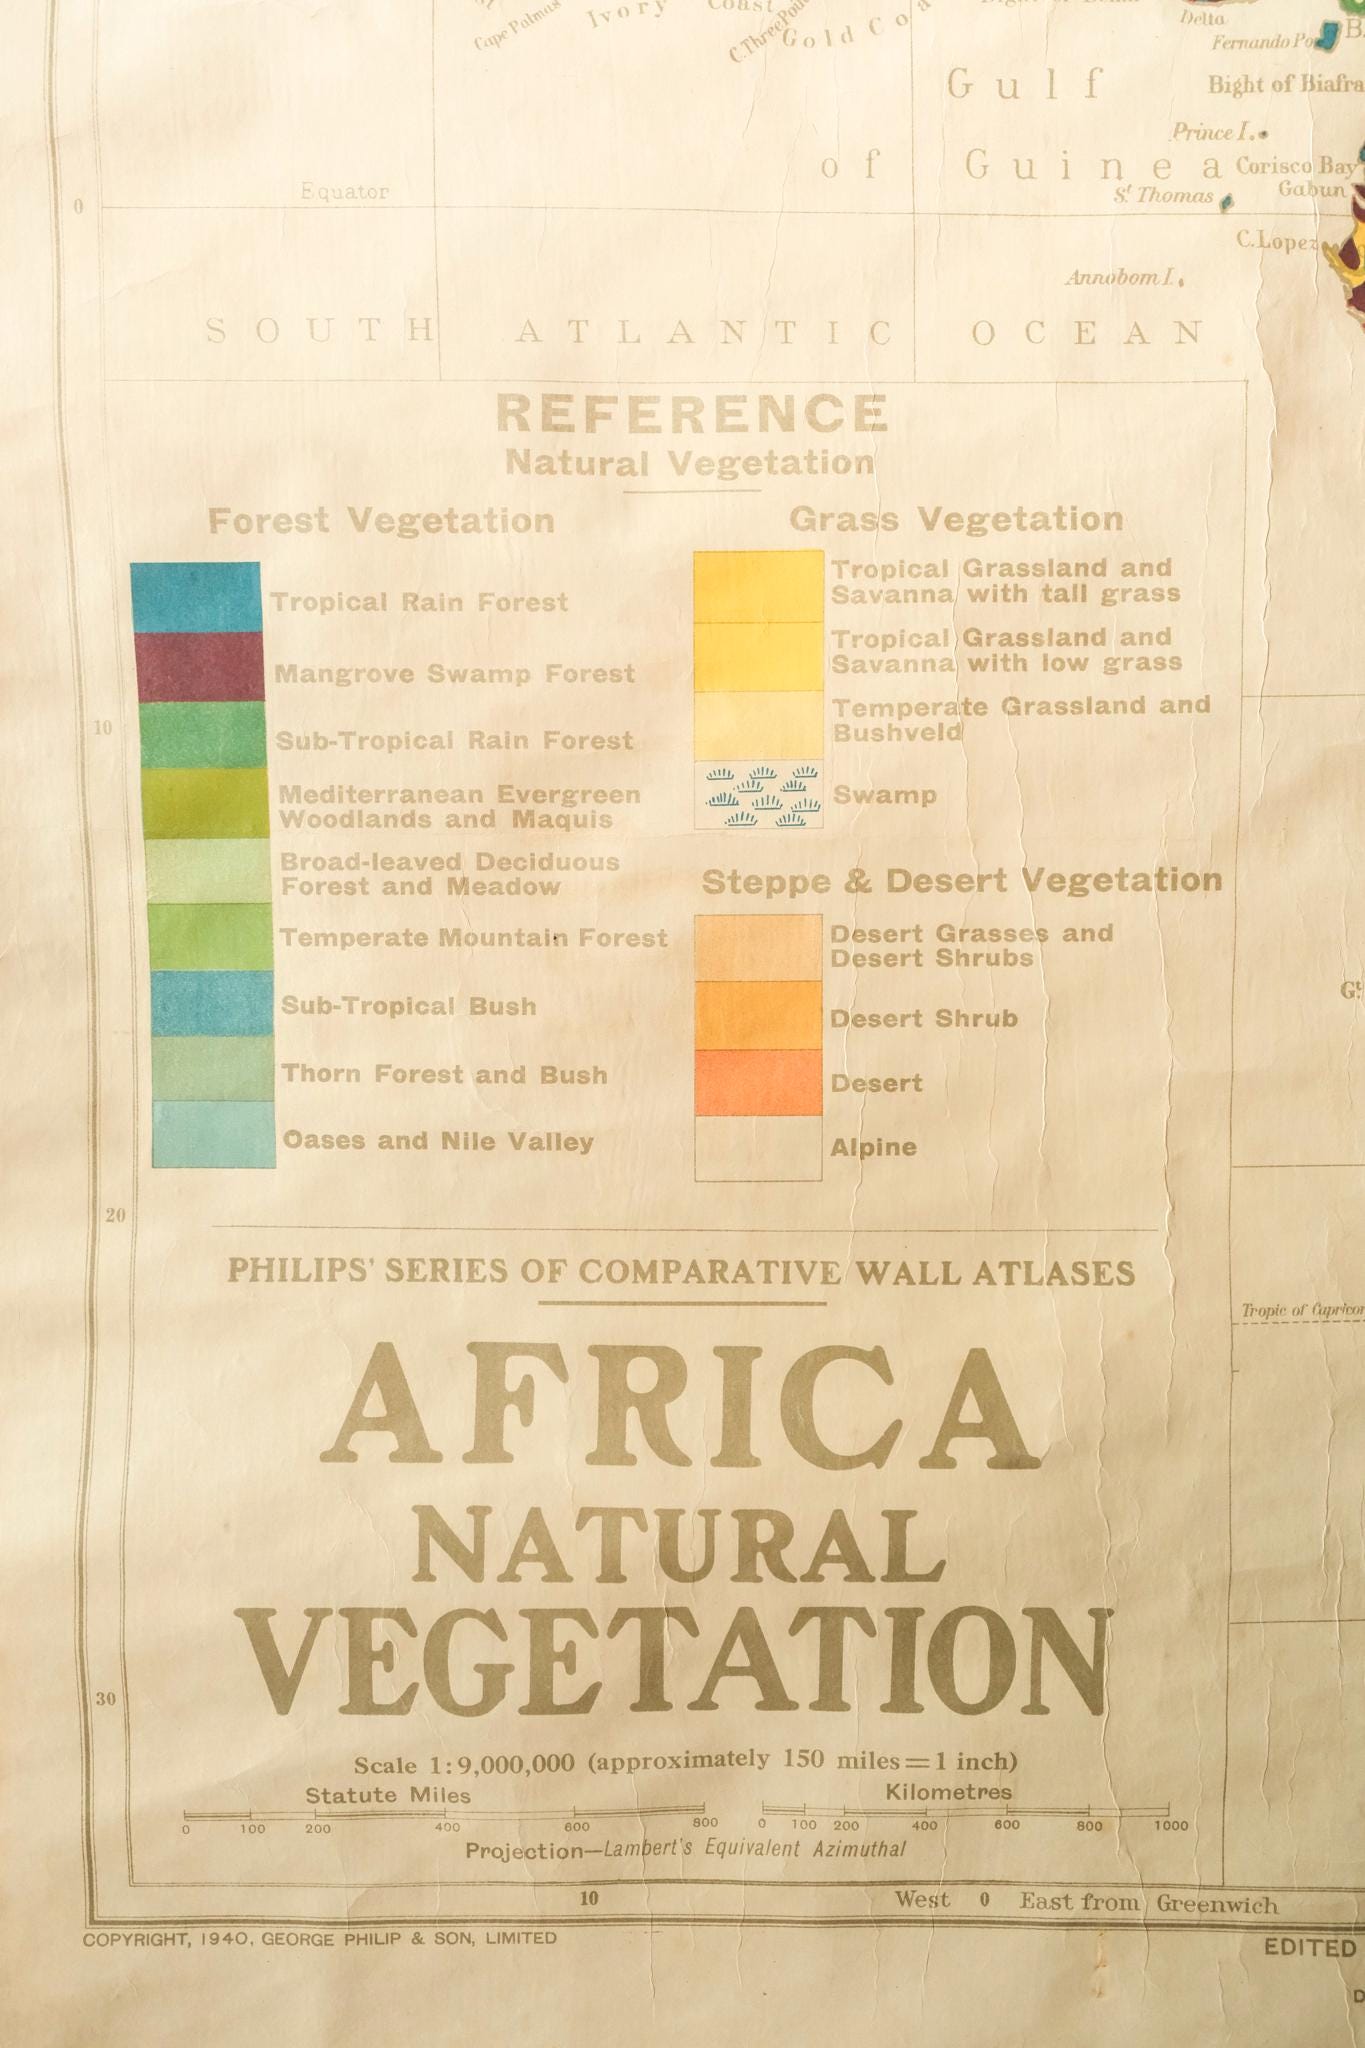 Cape Palmas
Ivory Coast
C. Three Poi
Gold Coa
Delta
Fernando Po
Gulf
Bight of Biafra
Prince I.
of Guinea
Corisco Bay
Equator
St. Thomas
Gabun
0
C. Lopez
Annobom I.
SOUTH ATLANTIC OCEAN
REFERENCE
Natural Vegetation
Forest Vegetation
Tropical Rain Forest
Mangrove Swamp Forest
10
Sub-Tropical Rain Forest
Mediterranean Evergreen
Woodlands and Maquis
Broad-leaved Deciduous
Forest and Meadow
Temperate Mountain Forest
Sub-Tropical Bush
Thorn Forest and Bush
Oases and Nile Valley
Grass Vegetation
Tropical Grassland and
Savanna with tall grass
Tropical Grassland and
Savanna with low grass
Temperate Grassland and
Bushveld
Swamp
Steppe & Desert Vegetation
Desert Grasses and
Desert Shrubs
Desert Shrub
Desert
Alpine
Gt.
20
PHILIPS' SERIES OF COMPARATIVE WALL ATLASES
Tropic of Capricor
AFRICA
NATURAL
VEGETATION
30
Scale 1:9,000,000 (approximately 150 miles=1 inch)
Statute Miles
0 100 200 400 600 800
Kilometres
0 100 200 400 600 800 1000
Projection—Lambert's Equivalent Azimuthal
10 West 0 East from Greenwich
COPYRIGHT, 1940, GEORGE PHILIP & SON, LIMITED
EDITED